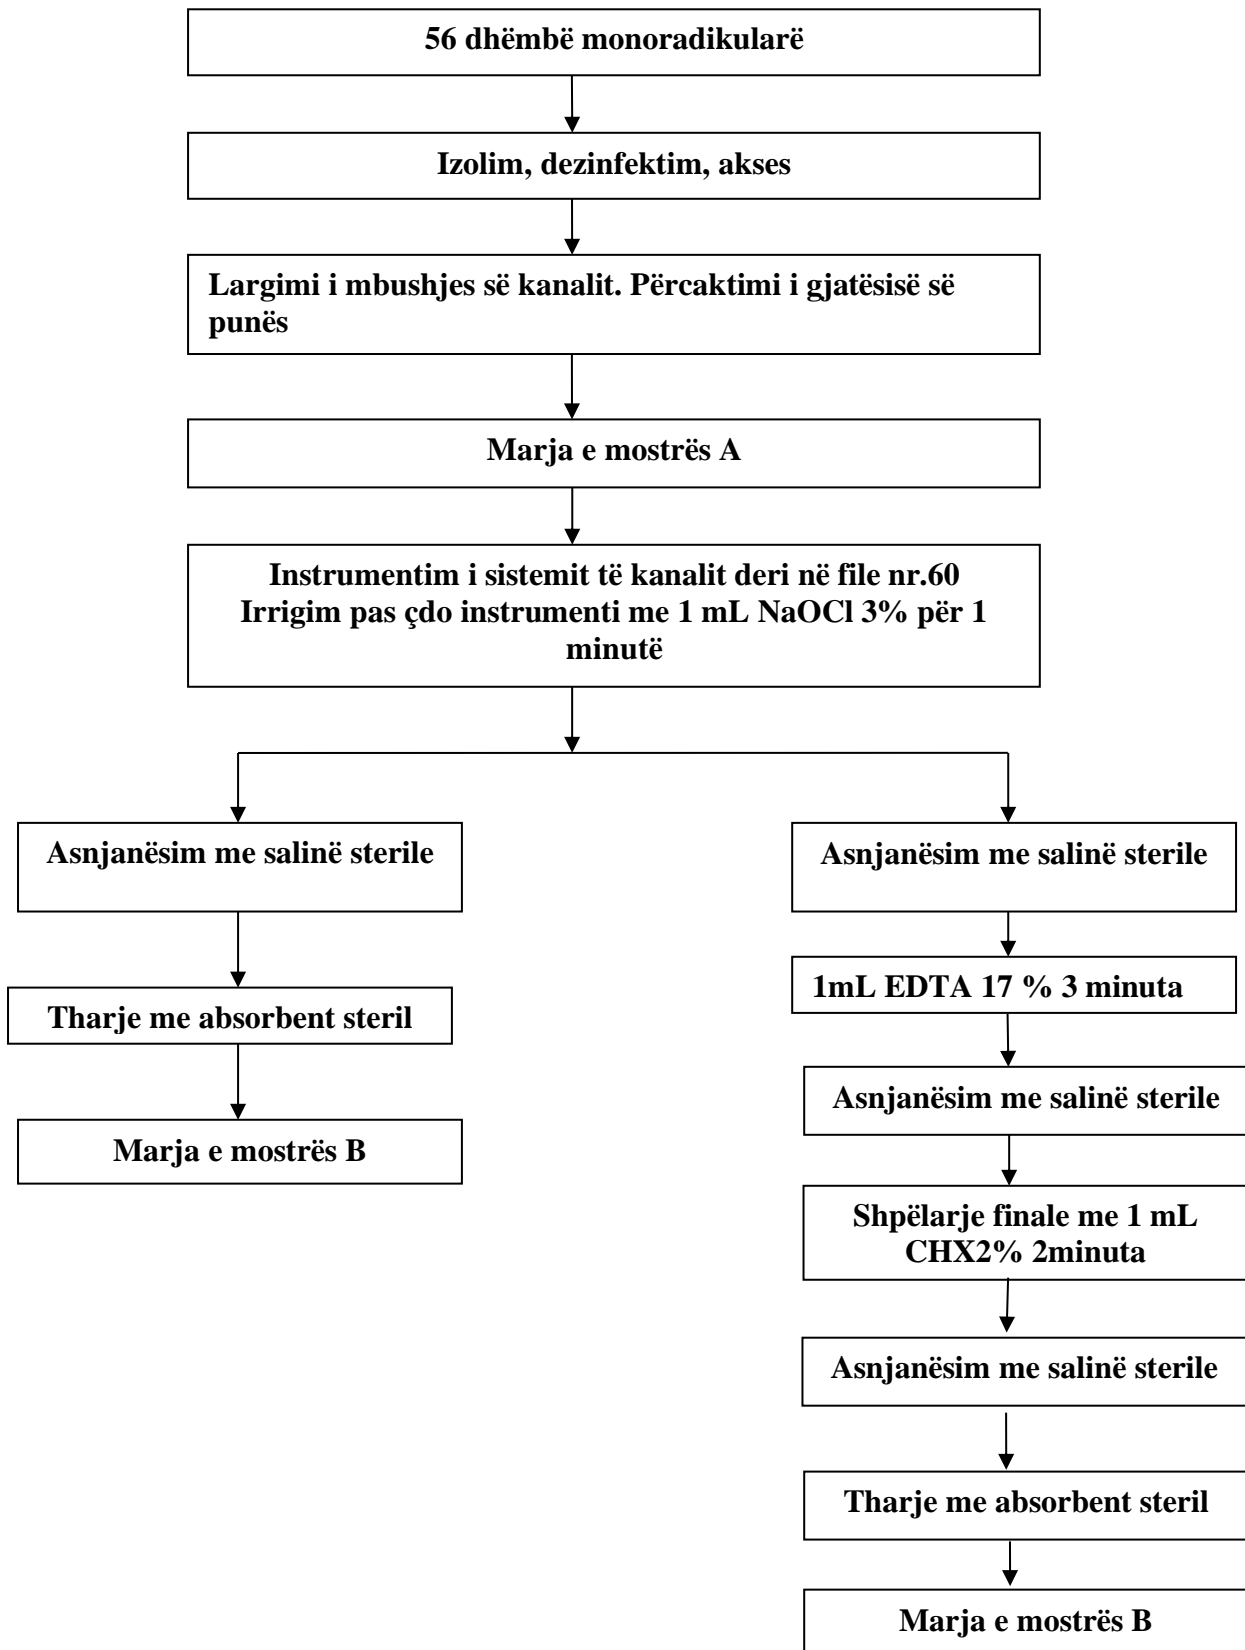 56 dhëmbë monoradikularë
Izolim, dezinfektim, akses
Largimi i mbushjes së kanalit. Përcaktimi i gjatësisë së
punës
Marja e mostrës A
Instrumentim i sistemit të kanalit deri në file nr.60
Irrigim pas çdo instrumenti me 1 mL NaOCl 3% për 1
minutë
Asnjanësim me salinë sterile
Tharje me absorbent steril
Marja e mostrës B
Asnjanësim me salinë sterile
1mL EDTA 17 % 3 minuta
Asnjanësim me salinë sterile
Shpëlarje finale me 1 mL
CHX2% 2minuta
Asnjanësim me salinë sterile
Tharje me absorbent steril
Marja e mostrës B